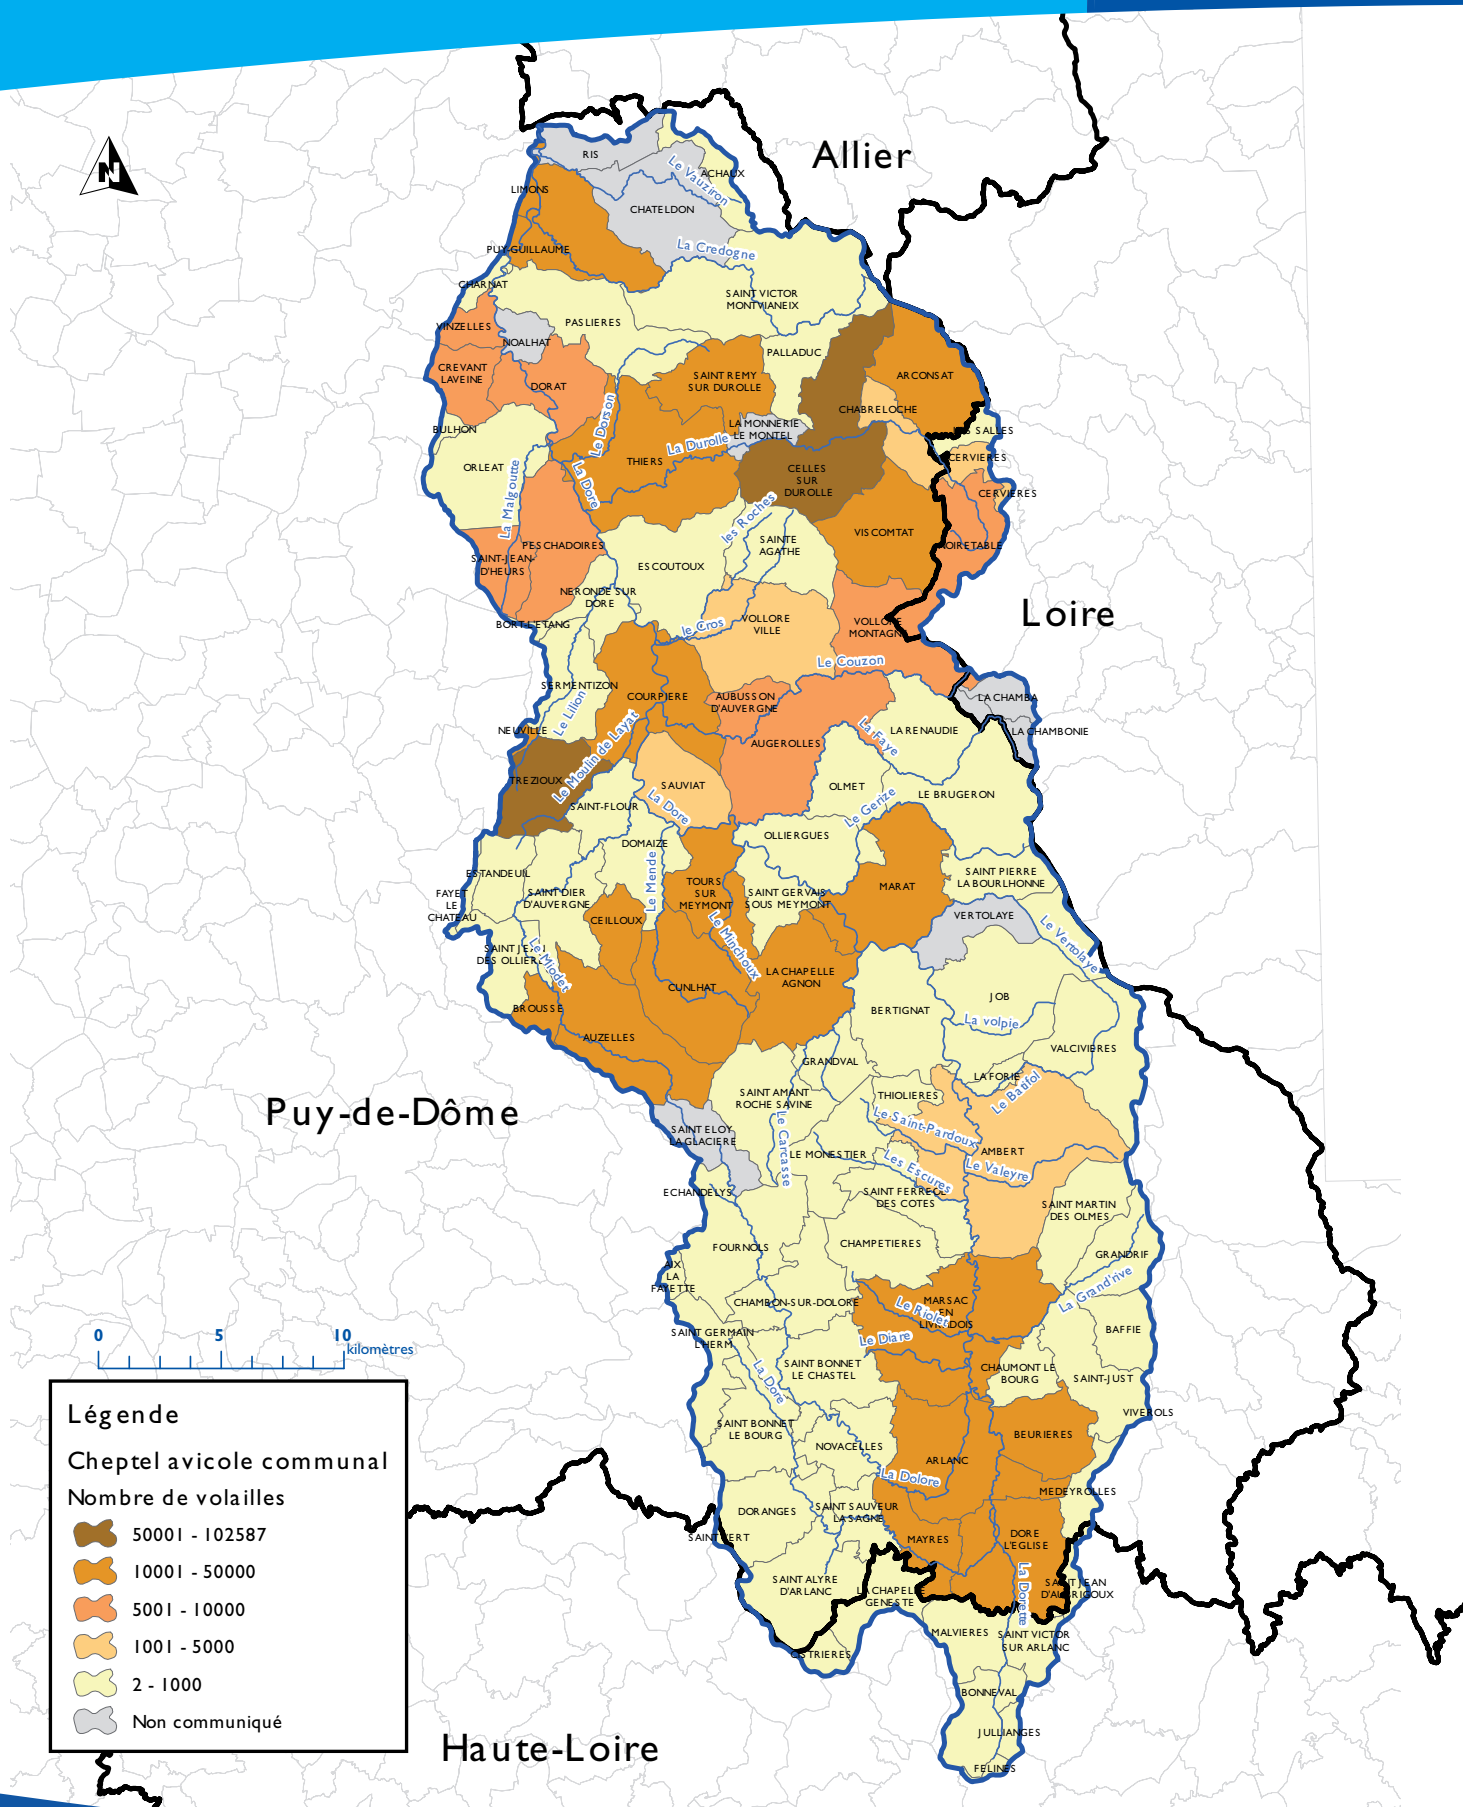 Allier
N
RIS
Le Vauziron
ACHAUX
LIMONS
CHATELDON
PUY-GUILLAUME
La Credogne
CHARNAT
SAINT VICTOR
MONTVIANEIX
VINZELLES
PASLIERES
NOALHAT
PALLADUC
CREVANT
LAVEINE
DORAT
SAINT REMY
SUR DUROLLE
ARCONSAT
CHABRELOCHE
Le Dorson
BULHON
LA MONNERIE
LE MONTEL
SALLES
La Durolle
CERVIERES
ORLEAT
THIERS
CELLES
SUR
DUROLLE
La Dore
CERVIERES
La Malgoutte
les Roches
PESCHADOIRES
SAINTE
AGATHE
VISCOMTAT
NOIRETABLE
SAINT-JEAN-
D'HEURS
ESCOUTOUX
NERONDE SUR
DORE
Loire
BORT-L'ETANG
le Cros
VOLLORE
VILLE
VOLLORE
MONTAGNE
Le Couzon
SERMENTIZON
COURPIERE
AUBUSSON
D'AUVERGNE
LA CHAMBA
Le Lilion
NEUVILLE
AUGEROLLES
La Faye
LA RENAUDIE
LA CHAMBONIE
Le Moulin de Layat
TREZIOUX
SAUVIAT
OLMET
LE BRUGERON
SAINT-FLOUR
La Dore
Le Gerize
DOMAIZE
OLLIERGUES
ESTANDEUIL
Le Mende
SAINT PIERRE
LA BOURLHONNE
FAYET
LE
CHATEAU
SAINT DIER
D'AUVERGNE
TOURS
SUR
MEYMONT
SAINT GERVAIS
SOUS MEYMONT
MARAT
CEILLOUX
VERTOLAYE
Le Vertolaye
Le Minchoux
SAINT JEAN
DES OLLIERES
Le Miodet
LA CHAPELLE
AGNON
CUNLHAT
BROUSSE
JOB
BERTIGNAT
La volpie
AUZELLES
VALCIVIERES
GRANDVAL
LA FORIE
Le Batifol
Puy-de-Dôme
SAINT AMANT
ROCHE SAVINE
THIOLIERES
Le Saint-Pardoux
SAINT ELOY
LA GLACIERE
Le Carcasse
LE MONESTIER
AMBERT
Les Escures
Le Valeyre
ECHANDELYS
SAINT FERREOL
DES COTES
SAINT MARTIN
DES OLMES
FOURNOLS
CHAMPETIERES
GRANDRIF
AIX
LA
FAYETTE
La Grand'rive
CHAMBON-SUR-DOLORE
MARSAC
EN
LIVRADOIS
Le Riolet
Le Diare
BAFFIE
SAINT GERMAIN
L'HERM
SAINT BONNET
LE CHASTEL
CHAUMONT LE
BOURG
La Dore
SAINT-JUST
VIVEROLS
SAINT BONNET
LE BOURG
NOVACELLES
BEURIERES
ARLANC
La Dolore
MEDEYROLLES
DORANGES
SAINT SAUVEUR
LA SAGNE
SAINT VERT
MAYRES
DORE
L'EGLISE
SAINT ALYRE
D'ARLANC
LA CHAPELLE
GENESTE
La Dorette
SAINT JEAN
D'AUBRIGOUX
MALVIERES
SAINT VICTOR
SUR ARLANC
CISTRIERES
BONNEVAL
JULLIANGES
FELINES
Haute-Loire
0 5 10
kilomètres
Légende
Cheptel avicole communal
Nombre de volailles
50001 - 102587
10001 - 50000
5001 - 10000
1001 - 5000
2 - 1000
Non communiqué